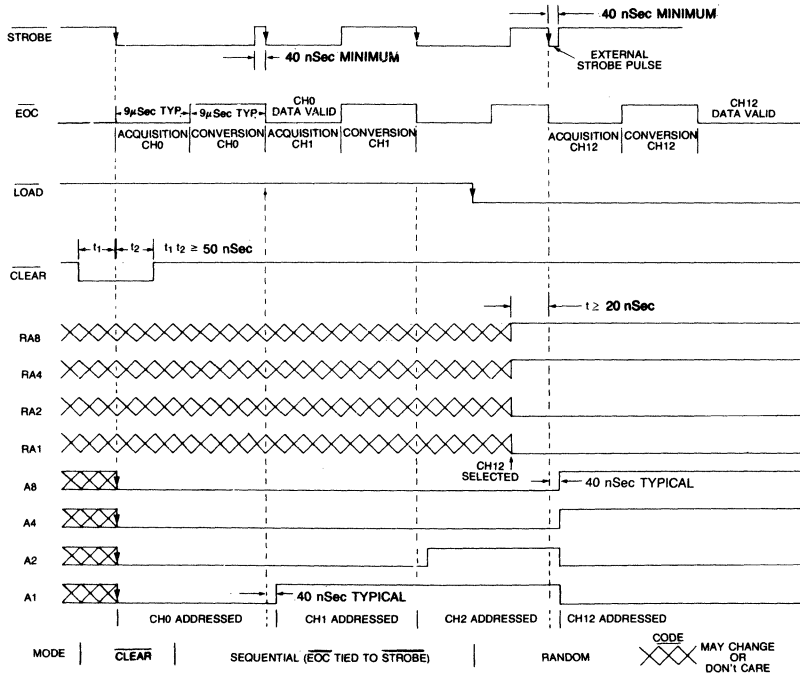 40 nSec MINIMUM
STROBE
40 nSec MINIMUM
EXTERNAL
STROBE PULSE
EOC
9µSec TYP.
9µSec TYP.
CH0
DATA VALID
CH12
DATA VALID
ACQUISITION
CH0
CONVERSION
CH0
ACQUISITION
CH1
CONVERSION
CH1
ACQUISITION
CH12
CONVERSION
CH12
LOAD
t1
t2
t1 t2 ≥ 50 nSec
CLEAR
t ≥ 20 nSec
RA8
RA4
RA2
RA1
CH12
SELECTED
A8
40 nSec TYPICAL
A4
A2
A1
40 nSec TYPICAL
CH0 ADDRESSED
CH1 ADDRESSED
CH2 ADDRESSED
CH12 ADDRESSED
MODE
CLEAR
SEQUENTIAL (EOC TIED TO STROBE)
RANDOM
CODE
MAY CHANGE
OR
DON't CARE